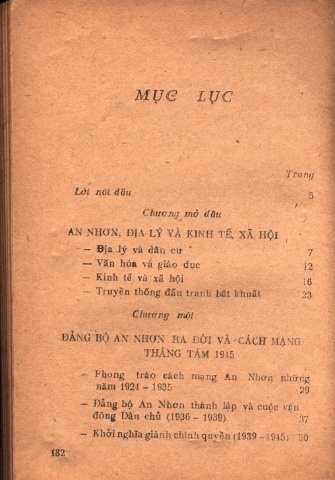 MỤC LỤC
Trang
Lời nói đầu 5
Chương mở đầu
AN NHƠN, ĐỊA LÝ VÀ KINH TẾ, XÃ HỘI
— Địa lý và dân cư 7
— Văn hóa và giáo dục 12
— Kinh tế và xã hội 16
— Truyền thống đấu tranh bất khuất 23
Chương một
ĐẢNG BỘ AN NHƠN RA ĐỜI VÀ CÁCH MẠNG
THÁNG TÁM 1945
— Phong trào cách mạng An Nhơn những
năm 1924 - 1935 29
— Đảng bộ An Nhơn thành lập và cuộc vận
động Dân chủ (1936 - 1939) 37
— Khởi nghĩa giành chính quyền (1939 - 1945) 50
182